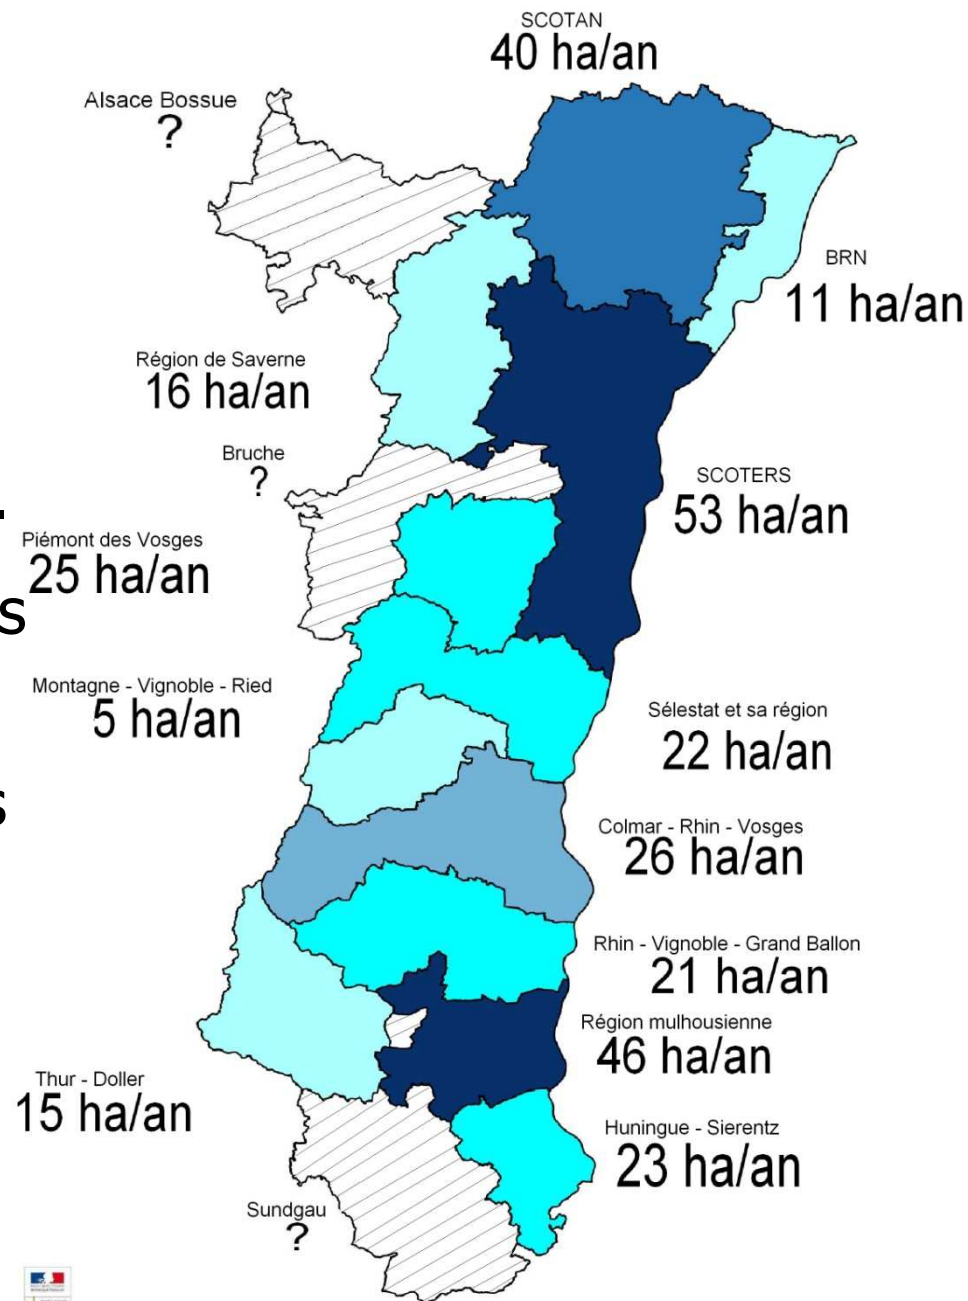 SCOTAN
40 ha/an
Alsace Bossue
?
BRN
11 ha/an
Région de Saverne
16 ha/an
Bruche
?
SCOTERS
53 ha/an
Piémont des Vosges
25 ha/an
s
Montagne - Vignoble - Ried
5 ha/an
Sélestat et sa région
22 ha/an
s
Colmar - Rhin - Vosges
26 ha/an
Rhin - Vignoble - Grand Ballon
21 ha/an
Région mulhousienne
46 ha/an
Thur - Doller
15 ha/an
Huningue - Sierentz
23 ha/an
Sundgau
?